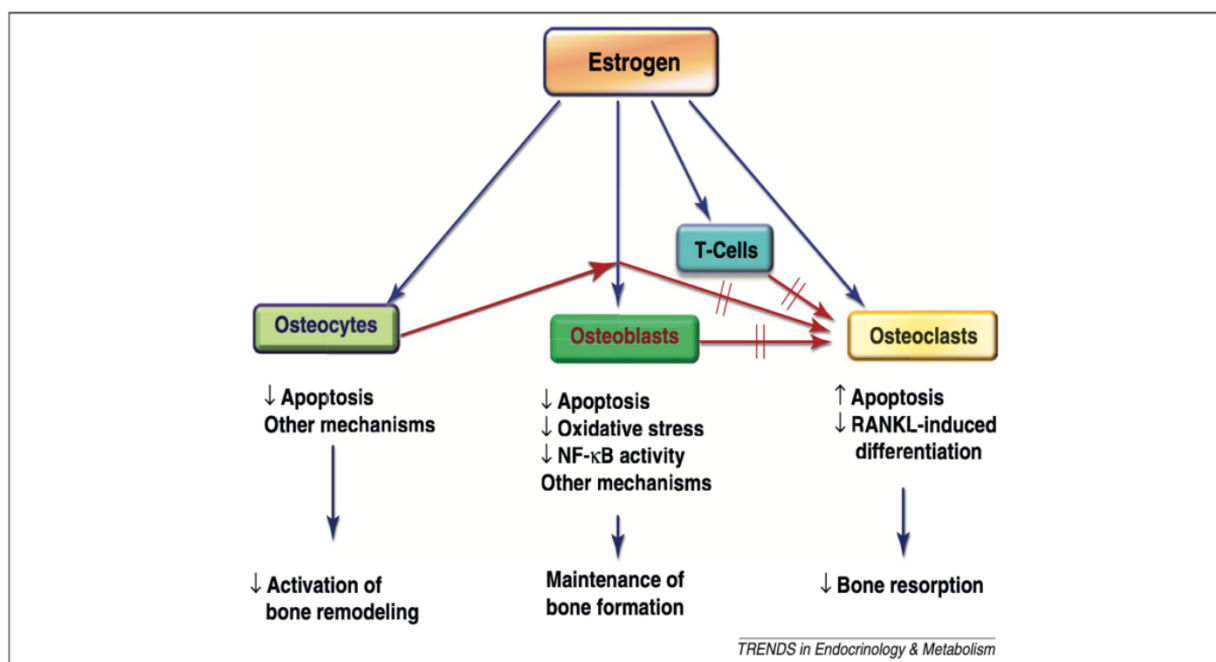 Estrogen
T-Cells
Osteocytes
Osteoblasts
Osteoclasts
↓ Apoptosis
Other mechanisms
↓ Activation of
bone remodeling
↓ Apoptosis
↓ Oxidative stress
↓ NF-κB activity
Other mechanisms
Maintenance of
bone formation
↑ Apoptosis
↓ RANKL-induced
differentiation
↓ Bone resorption
TRENDS in Endocrinology & Metabolism